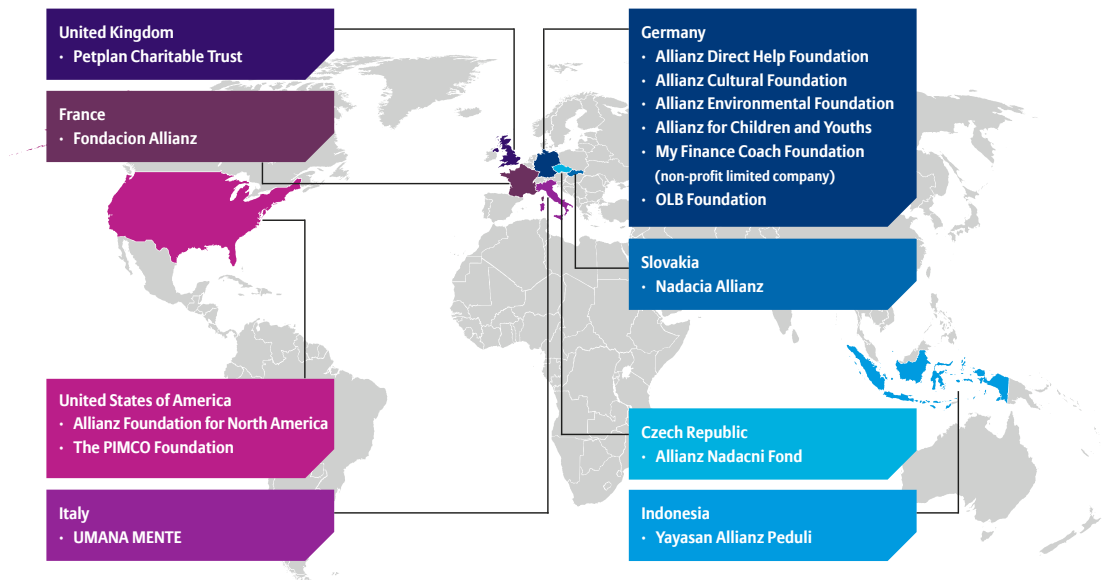 United Kingdom
· Petplan Charitable Trust
France
· Fondacion Allianz
United States of America
· Allianz Foundation for North America
· The PIMCO Foundation
Italy
· UMANA MENTE
Germany
· Allianz Direct Help Foundation
· Allianz Cultural Foundation
· Allianz Environmental Foundation
· Allianz for Children and Youths
· My Finance Coach Foundation
(non-profit limited company)
· OLB Foundation
Slovakia
· Nadacia Allianz
Czech Republic
· Allianz Nadacni Fond
Indonesia
· Yayasan Allianz Peduli